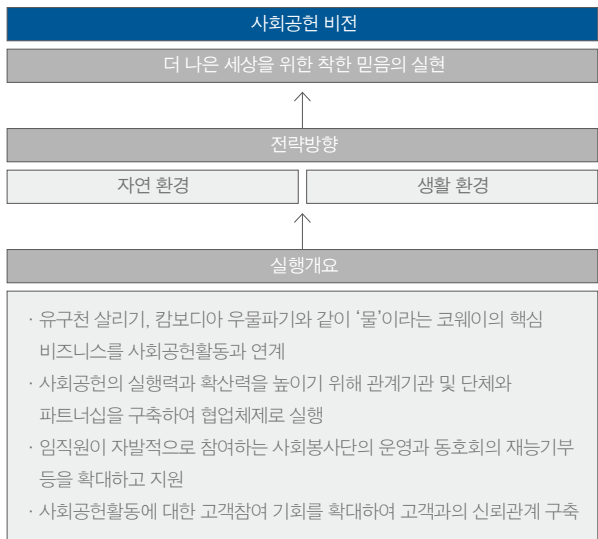 사회공헌 비전
더 나은 세상을 위한 착한 믿음의 실현
전략방향
자연 환경
생활 환경
실행개요
· 유구천 살리기, 캄보디아 우물파기와 같이 ‘물’이라는 코웨이의 핵심
비즈니스를 사회공헌활동과 연계
· 사회공헌의 실행력과 확산력을 높이기 위해 관계기관 및 단체와
파트너십을 구축하여 협업체제로 실행
· 임직원이 자발적으로 참여하는 사회봉사단의 운영과 동호회의 재능기부
등을 확대하고 지원
· 사회공헌활동에 대한 고객참여 기회를 확대하여 고객과의 신뢰관계 구축